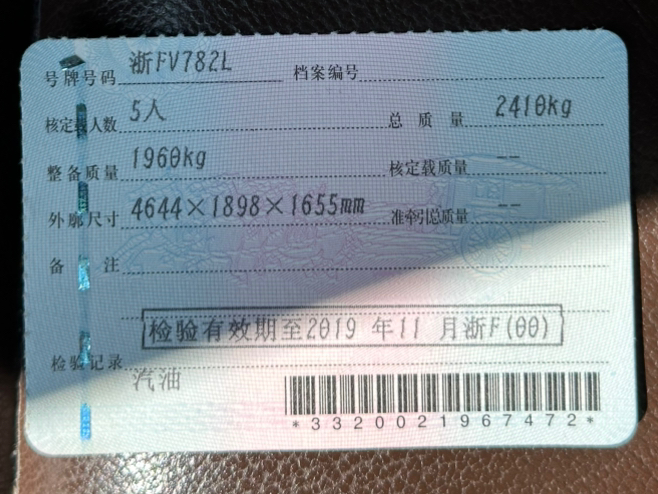 号牌号码 浙FV782L 档案编号
核定载人数 5人 总质量 2410kg
整备质量 1960kg 核定载质量 --
外廓尺寸 4644×1898×1655mm 准牵引总质量 --
备注
检验有效期至2019年11月浙F(00)
检验记录
汽油
*3320021967472*